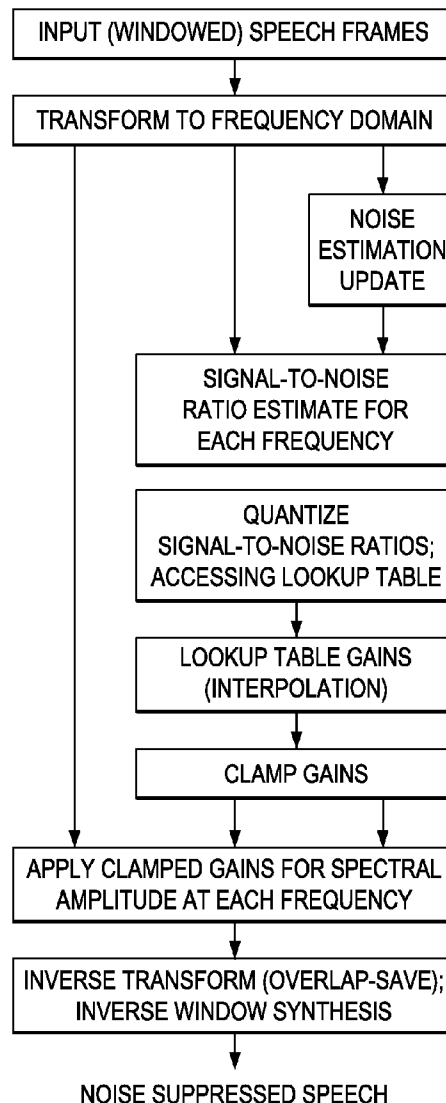 INPUT (WINDOWED) SPEECH FRAMES
TRANSFORM TO FREQUENCY DOMAIN
NOISE
ESTIMATION
UPDATE
SIGNAL-TO-NOISE
RATIO ESTIMATE FOR
EACH FREQUENCY
QUANTIZE
SIGNAL-TO-NOISE RATIOS;
ACCESSING LOOKUP TABLE
LOOKUP TABLE GAINS
(INTERPOLATION)
CLAMP GAINS
APPLY CLAMPED GAINS FOR SPECTRAL
AMPLITUDE AT EACH FREQUENCY
INVERSE TRANSFORM (OVERLAP-SAVE);
INVERSE WINDOW SYNTHESIS
NOISE SUPPRESSED SPEECH